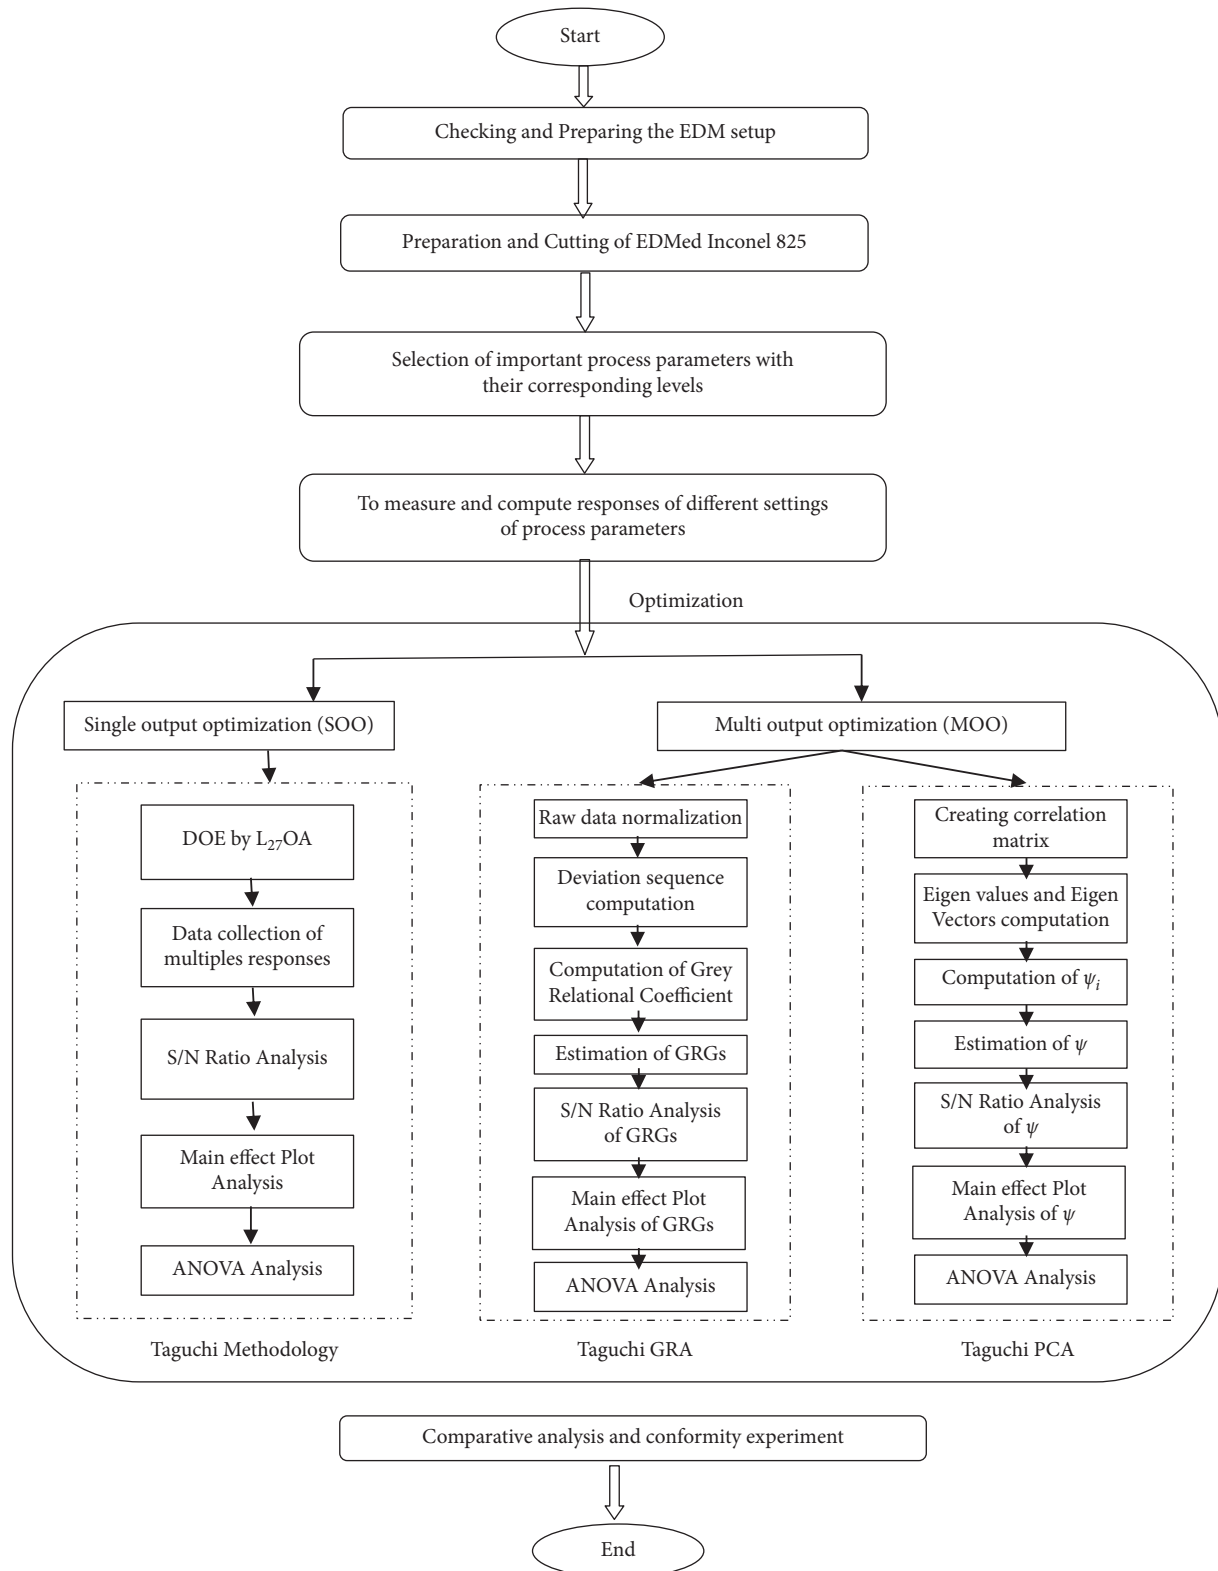 Start
Checking and Preparing the EDM setup
Preparation and Cutting of EDMed Inconel 825
Selection of important process parameters with
their corresponding levels
To measure and compute responses of different settings
of process parameters
Optimization
Single output optimization (SOO)
Multi output optimization (MOO)
DOE by L₂₇OA
Data collection of
multiples responses
S/N Ratio Analysis
Main effect Plot
Analysis
ANOVA Analysis
Taguchi Methodology
Raw data normalization
Deviation sequence
computation
Computation of Grey
Relational Coefficient
Estimation of GRGs
S/N Ratio Analysis
of GRGs
Main effect Plot
Analysis of GRGs
ANOVA Analysis
Taguchi GRA
Creating correlation
matrix
Eigen values and Eigen
Vectors computation
Computation of ψᵢ
Estimation of ψ
S/N Ratio Analysis
of ψ
Main effect Plot
Analysis of ψ
ANOVA Analysis
Taguchi PCA
Comparative analysis and conformity experiment
End